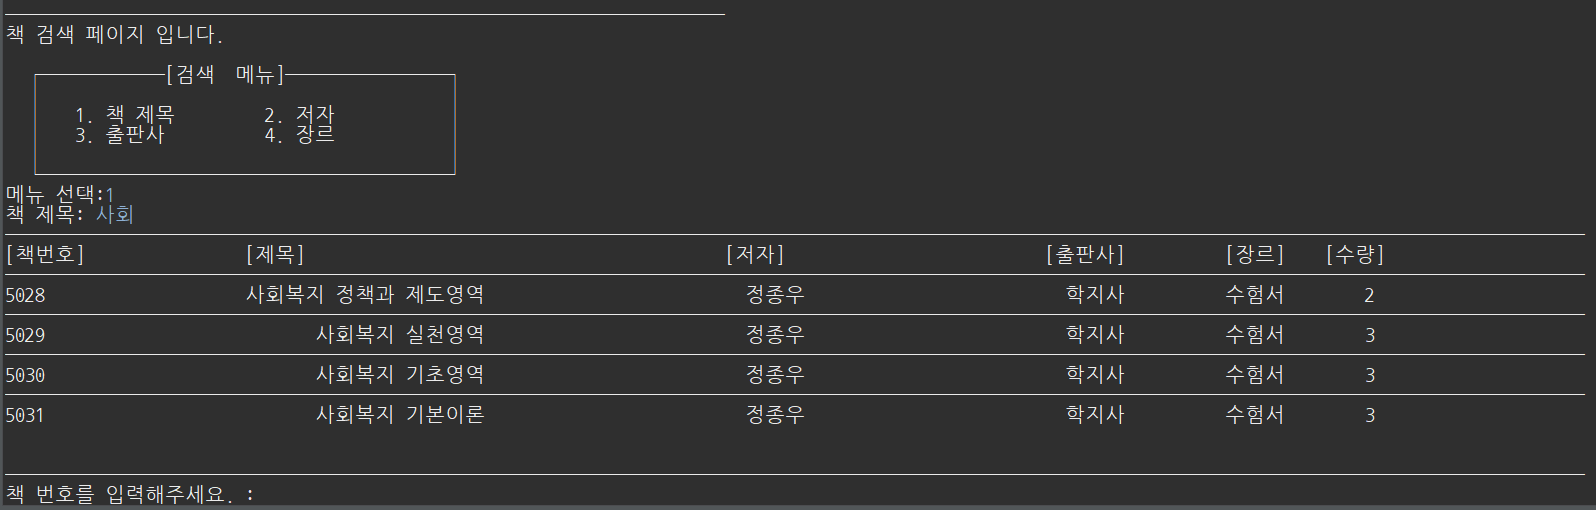 책 검색 페이지 입니다.
[검색 메뉴]
1. 책 제목 2. 저자
3. 출판사 4. 장르
메뉴 선택:1
책 제목: 사회
[책번호] [제목] [저자] [출판사] [장르] [수량]
5028 사회복지 정책과 제도영역 정종우 학지사 수험서 2
5029 사회복지 실천영역 정종우 학지사 수험서 3
5030 사회복지 기초영역 정종우 학지사 수험서 3
5031 사회복지 기본이론 정종우 학지사 수험서 3
책 번호를 입력해주세요. :